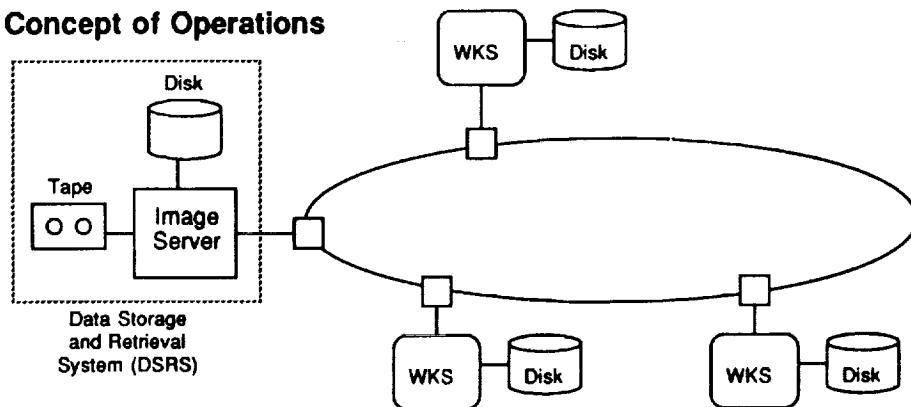 Concept of Operations
WKS
Disk
Disk
Tape
Image
Server
Data Storage
and Retrieval
System (DSRS)
WKS
Disk
WKS
Disk